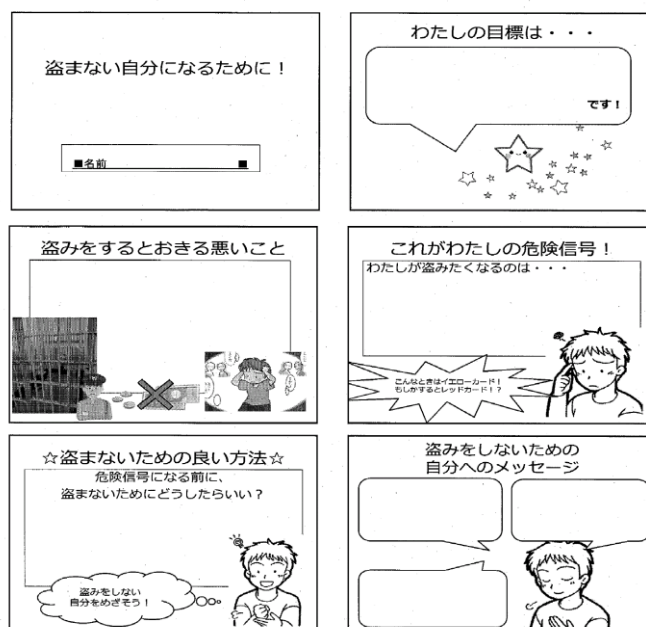 盗まない自分になるために！
■名前 ■
わたしの目標は・・・
です！
盗みをするとおきる悪いこと
これがわたしの危険信号！
わたしが盗みたくなるのは・・・
こんなときはイエローカード！
もしかするとレッドカード！？
☆盗まないための良い方法☆
危険信号になる前に、
盗まないためにどうしたらいい？
盗みをしない
自分をめざそう！
盗みをしないための
自分へのメッセージ